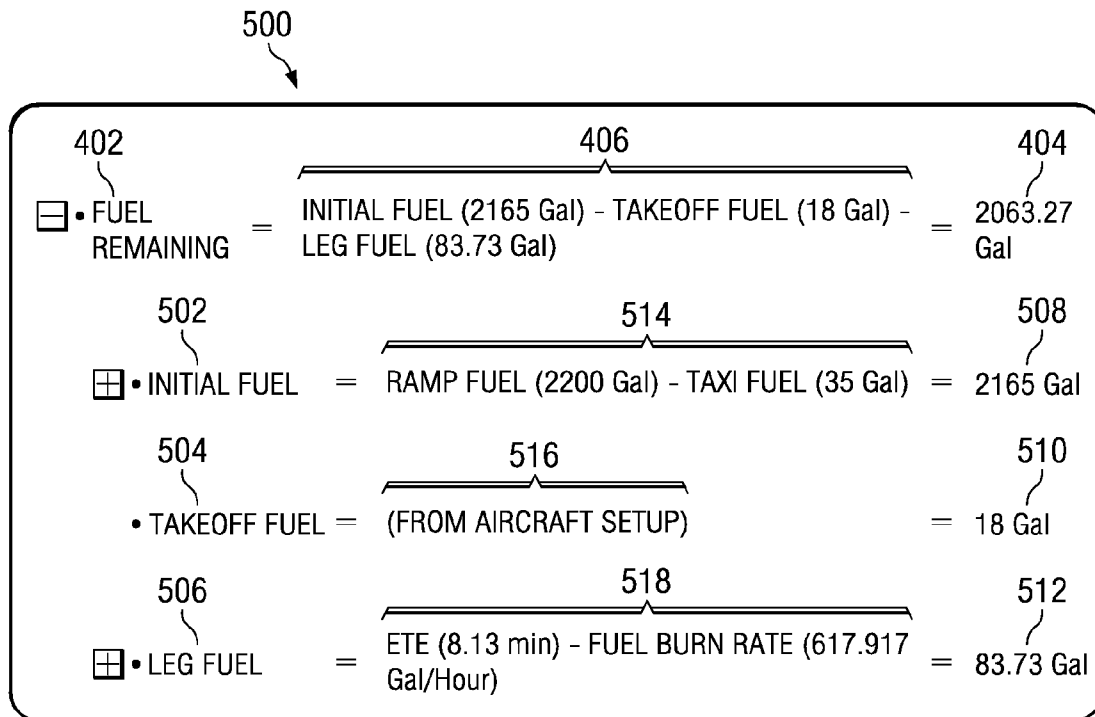 500
402 406 404
• FUEL REMAINING = INITIAL FUEL (2165 Gal) - TAKEOFF FUEL (18 Gal) - LEG FUEL (83.73 Gal) = 2063.27 Gal
502 514 508
• INITIAL FUEL = RAMP FUEL (2200 Gal) - TAXI FUEL (35 Gal) = 2165 Gal
504 516 510
• TAKEOFF FUEL = (FROM AIRCRAFT SETUP) = 18 Gal
506 518 512
• LEG FUEL = ETE (8.13 min) - FUEL BURN RATE (617.917 Gal/Hour) = 83.73 Gal